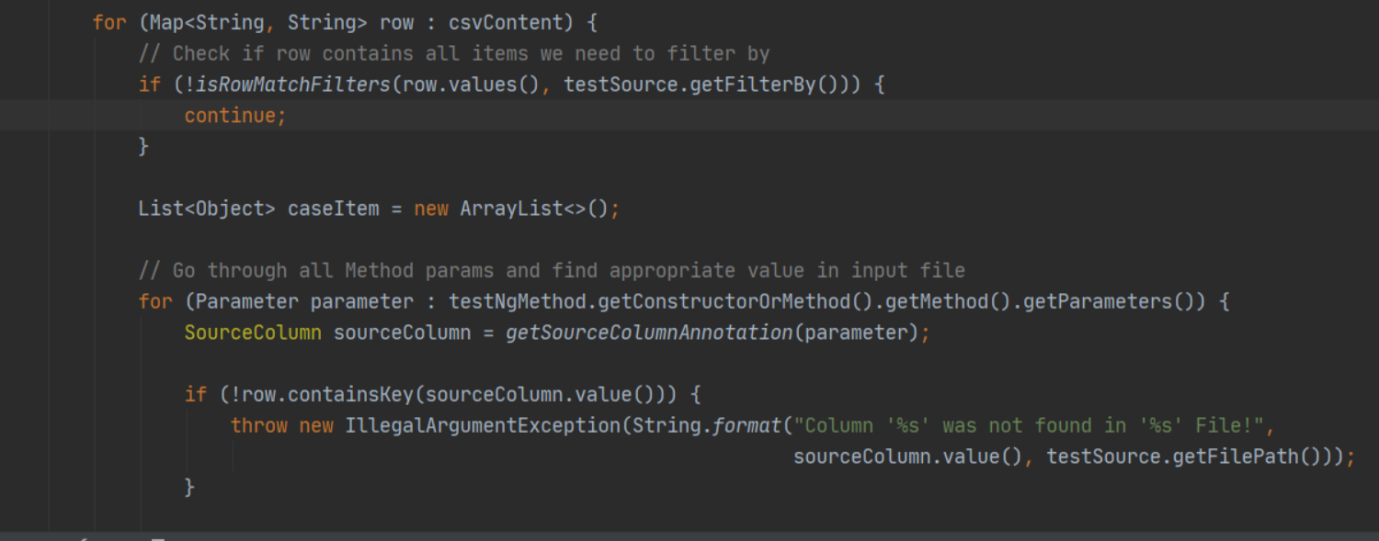 for (Map<String, String> row : csvContent) {
// Check if row contains all items we need to filter by
if (!isRowMatchFilters(row.values(), testSource.getFilterBy())) {
continue;
}
List<Object> caseItem = new ArrayList<>();
// Go through all Method params and find appropriate value in input file
for (Parameter parameter : testNgMethod.getConstructorOrMethod().getMethod().getParameters()) {
SourceColumn sourceColumn = getSourceColumnAnnotation(parameter);
if (!row.containsKey(sourceColumn.value())) {
throw new IllegalArgumentException(String.format("Column '%s' was not found in '%s' File!",
sourceColumn.value(), testSource.getFilePath()));
}